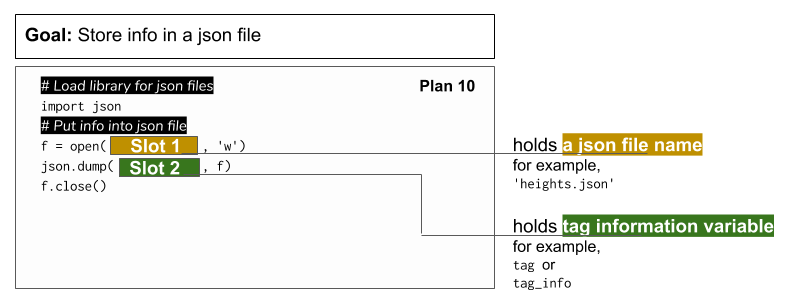 Goal: Store info in a json file
# Load library for json files
Plan 10
import json
# Put info into json file
f = open( Slot 1 , 'w')
json.dump( Slot 2 , f)
f.close()
holds a json file name
for example,
'heights.json'
holds tag information variable
for example,
tag or
tag_info